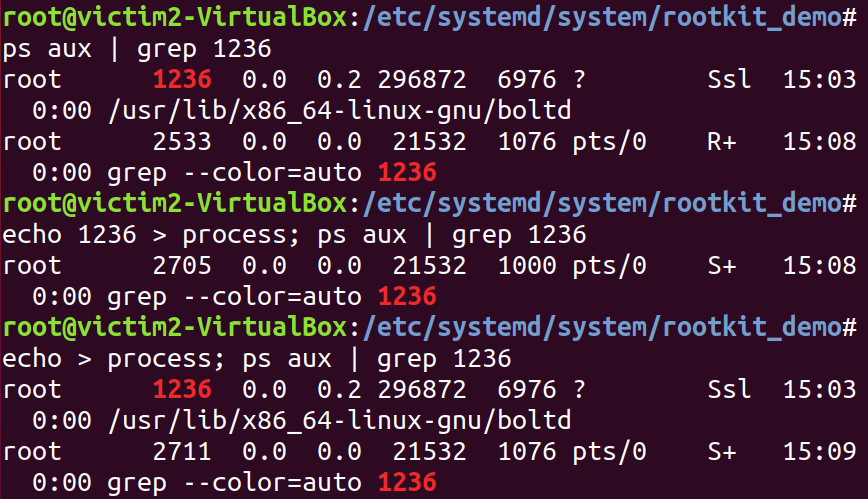 root@victim2-VirtualBox:/etc/systemd/system/rootkit_demo#
ps aux | grep 1236
root      1236  0.0  0.2 296872  6976 ?        Ssl  15:03
  0:00 /usr/lib/x86_64-linux-gnu/boltd
root      2533  0.0  0.0  21532  1076 pts/0    R+   15:08
  0:00 grep --color=auto 1236
root@victim2-VirtualBox:/etc/systemd/system/rootkit_demo#
echo 1236 > process; ps aux | grep 1236
root      2705  0.0  0.0  21532  1000 pts/0    S+   15:08
  0:00 grep --color=auto 1236
root@victim2-VirtualBox:/etc/systemd/system/rootkit_demo#
echo > process; ps aux | grep 1236
root      1236  0.0  0.2 296872  6976 ?        Ssl  15:03
  0:00 /usr/lib/x86_64-linux-gnu/boltd
root      2711  0.0  0.0  21532  1076 pts/0    S+   15:09
  0:00 grep --color=auto 1236